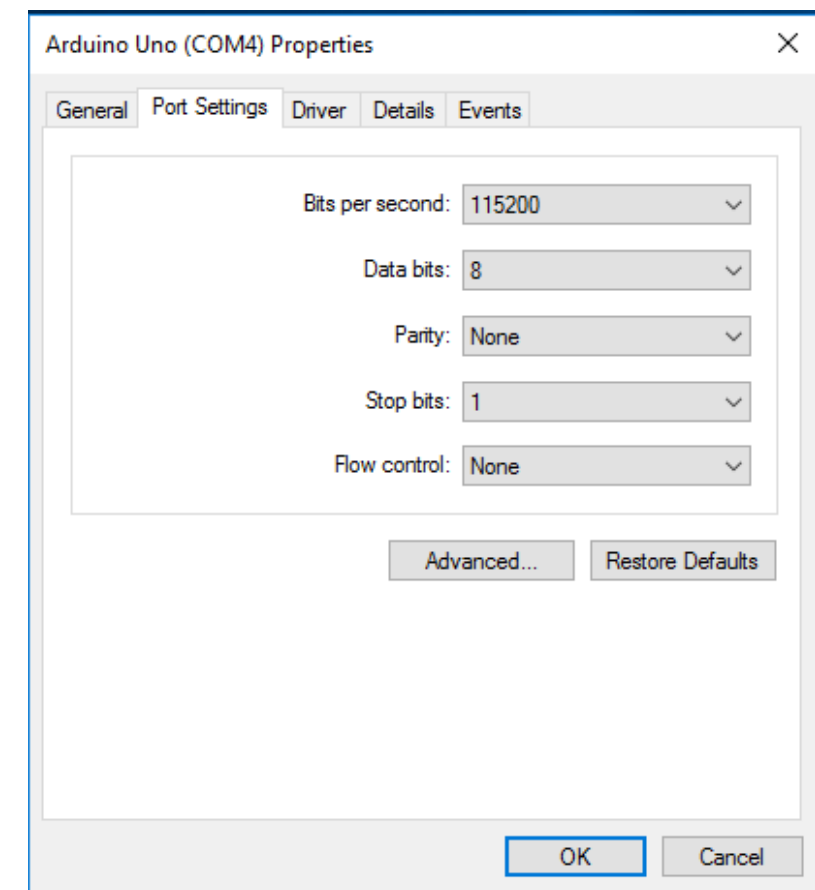 Arduino Uno (COM4) Properties
General Port Settings Driver Details Events
Bits per second: 115200
Data bits: 8
Parity: None
Stop bits: 1
Flow control: None
Advanced... Restore Defaults
OK Cancel